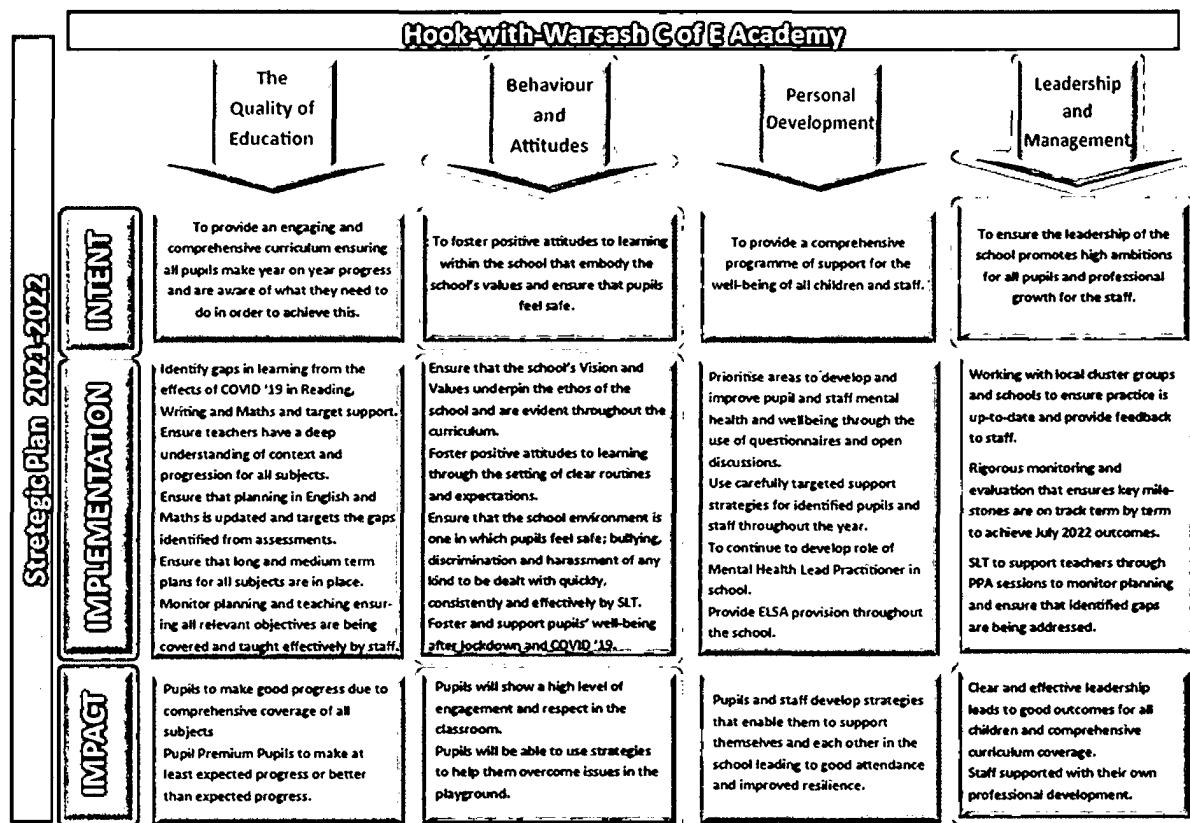 Hook-with-Warsash C of E Academy
Stretegic Plan 2021-2022
The
Quality of
Education
Behaviour
and
Attitudes
Personal
Development
Leadership
and
Management
INTENT
To provide an engaging and
comprehensive curriculum ensuring
all pupils make year on year progress
and are aware of what they need to
do in order to achieve this.
To foster positive attitudes to learning
within the school that embody the
school's values and ensure that pupils
feel safe.
To provide a comprehensive
programme of support for the
well-being of all children and staff.
To ensure the leadership of the
school promotes high ambitions
for all pupils and professional
growth for the staff.
IMPLEMENTATION
Identify gaps in learning from the
effects of COVID '19 in Reading,
Writing and Maths and target support.
Ensure teachers have a deep
understanding of context and
progression for all subjects.
Ensure that planning in English and
Maths is updated and targets the gaps
identified from assessments.
Ensure that long and medium term
plans for all subjects are in place.
Monitor planning and teaching ensur-
ing all relevant objectives are being
covered and taught effectively by staff.
Ensure that the school's Vision and
Values underpin the ethos of the
school and are evident throughout the
curriculum.
Foster positive attitudes to learning
through the setting of clear routines
and expectations.
Ensure that the school environment is
one in which pupils feel safe; bullying,
discrimination and harassment of any
kind to be dealt with quickly,
consistently and effectively by SLT.
Foster and support pupils' well-being
after lockdown and COVID '19.
Prioritise areas to develop and
improve pupil and staff mental
health and wellbeing through the
use of questionnaires and open
discussions.
Use carefully targeted support
strategies for identified pupils and
staff throughout the year.
To continue to develop role of
Mental Health Lead Practitioner in
school.
Provide ELSA provision throughout
the school.
Working with local cluster groups
and schools to ensure practice is
up-to-date and provide feedback
to staff.
Rigorous monitoring and
evaluation that ensures key mile-
stones are on track term by term
to achieve July 2022 outcomes.
SLT to support teachers through
PPA sessions to monitor planning
and ensure that identified gaps
are being addressed.
IMPACT
Pupils to make good progress due to
comprehensive coverage of all
subjects
Pupil Premium Pupils to make at
least expected progress or better
than expected progress.
Pupils will show a high level of
engagement and respect in the
classroom.
Pupils will be able to use strategies
to help them overcome issues in the
playground.
Pupils and staff develop strategies
that enable them to support
themselves and each other in the
school leading to good attendance
and improved resilience.
Clear and effective leadership
leads to good outcomes for all
children and comprehensive
curriculum coverage.
Staff supported with their own
professional development.